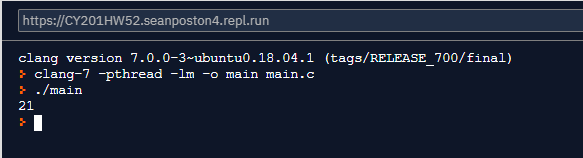 https://CY201HW52.seanposton4.repl.run
clang version 7.0.0-3~ubuntu0.18.04.1 (tags/RELEASE_700/final)
> clang-7 -pthread -lm -o main main.c
> ./main
21
>